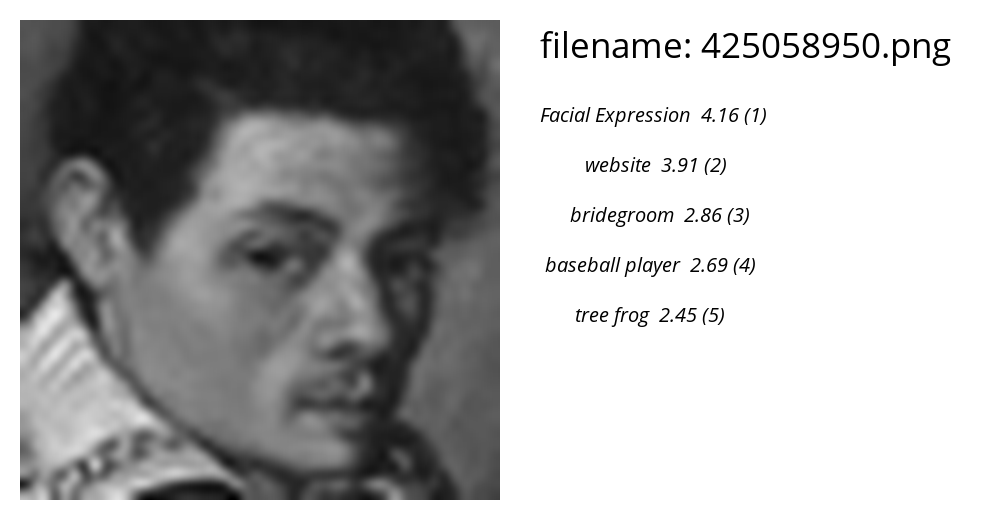 filename: 425058950.png
Facial Expression 4.16 (1)
website 3.91 (2)
bridegroom 2.86 (3)
baseball player 2.69 (4)
tree frog 2.45 (5)